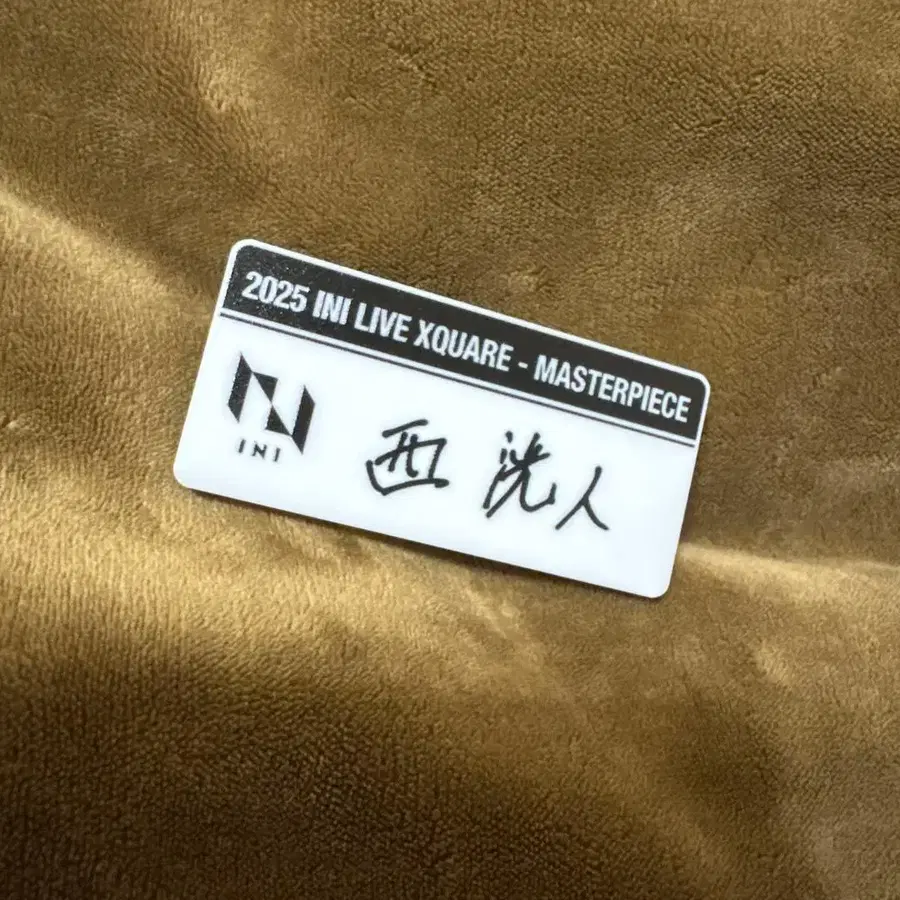 2025 INI LIVE XQUARE - MASTERPIECE
INI
西 洸人